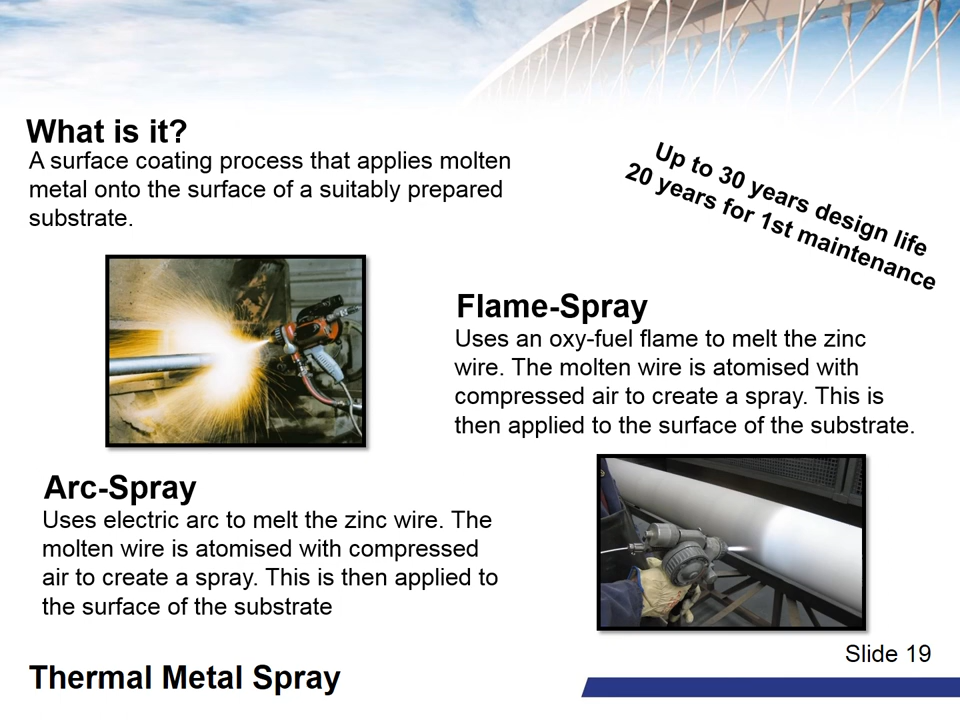 What is it?
A surface coating process that applies molten
metal onto the surface of a suitably prepared
substrate.
Up to 30 years design life
20 years for 1st maintenance
Flame-Spray
Uses an oxy-fuel flame to melt the zinc
wire. The molten wire is atomised with
compressed air to create a spray. This is
then applied to the surface of the substrate.
Arc-Spray
Uses electric arc to melt the zinc wire. The
molten wire is atomised with compressed
air to create a spray. This is then applied to
the surface of the substrate
Slide 19
Thermal Metal Spray